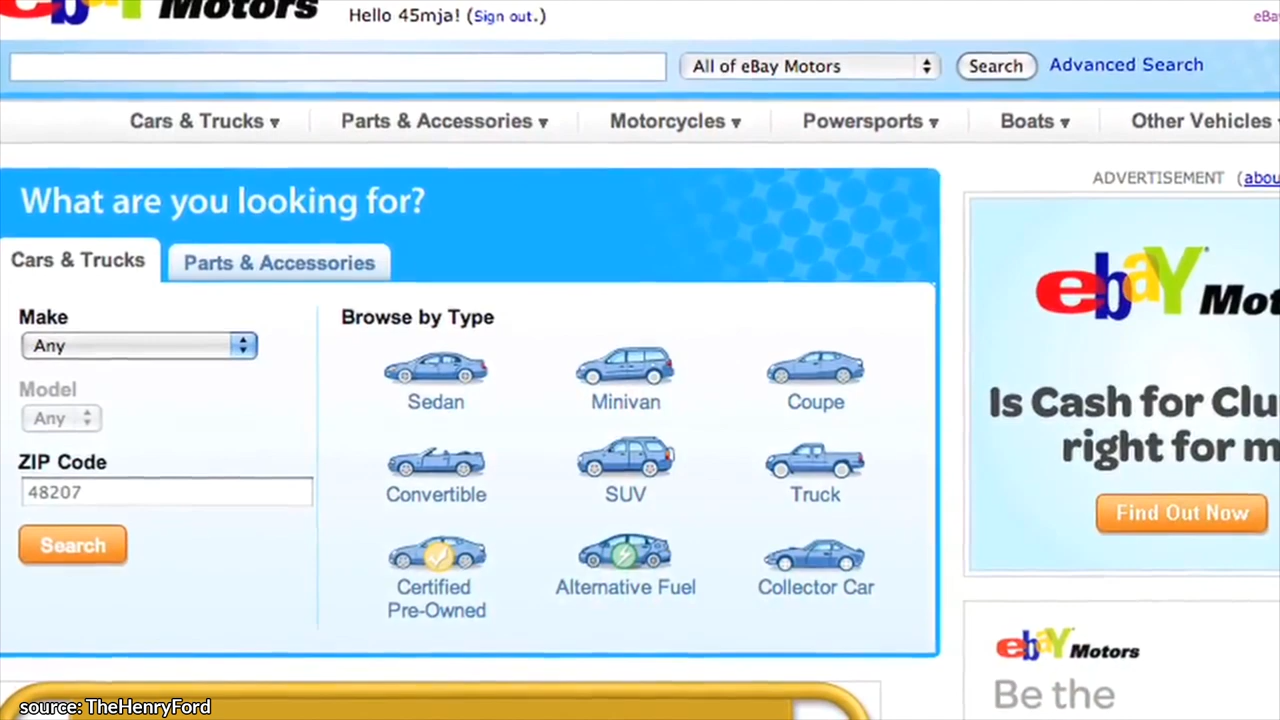 ebay Motors
Hello 45mja! (Sign out.)
All of eBay Motors
Search
Advanced Search
Cars & Trucks
Parts & Accessories
Motorcycles
Powersports
Boats
Other Vehicles
What are you looking for?
ADVERTISEMENT
Cars & Trucks
Parts & Accessories
Make
Any
Model
Any
ZIP Code
48207
Search
Browse by Type
Sedan
Minivan
Coupe
Convertible
SUV
Truck
Certified
Pre-Owned
Alternative Fuel
Collector Car
ebay
Is Cash for
right for
Find Out Now
ebay Motors
Be the
source: TheHenryFord